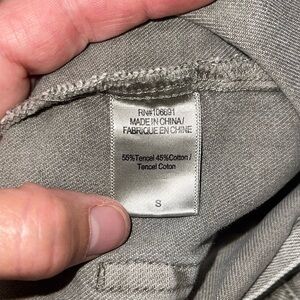 RN#106691
MADE IN CHINA/
FABRIQUE EN CHINE
55%Tencel 45%Cotton /
Tencel Coton
S